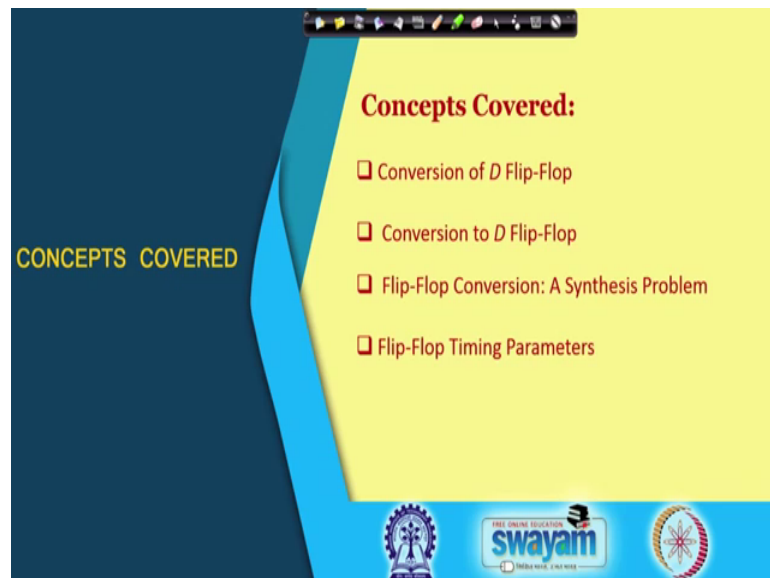 Concepts Covered:
❑ Conversion of D Flip-Flop
❑ Conversion to D Flip-Flop
CONCEPTS COVERED
❑ Flip-Flop Conversion: A Synthesis Problem
❑ Flip-Flop Timing Parameters
FREE ONLINE EDUCATION
swayam